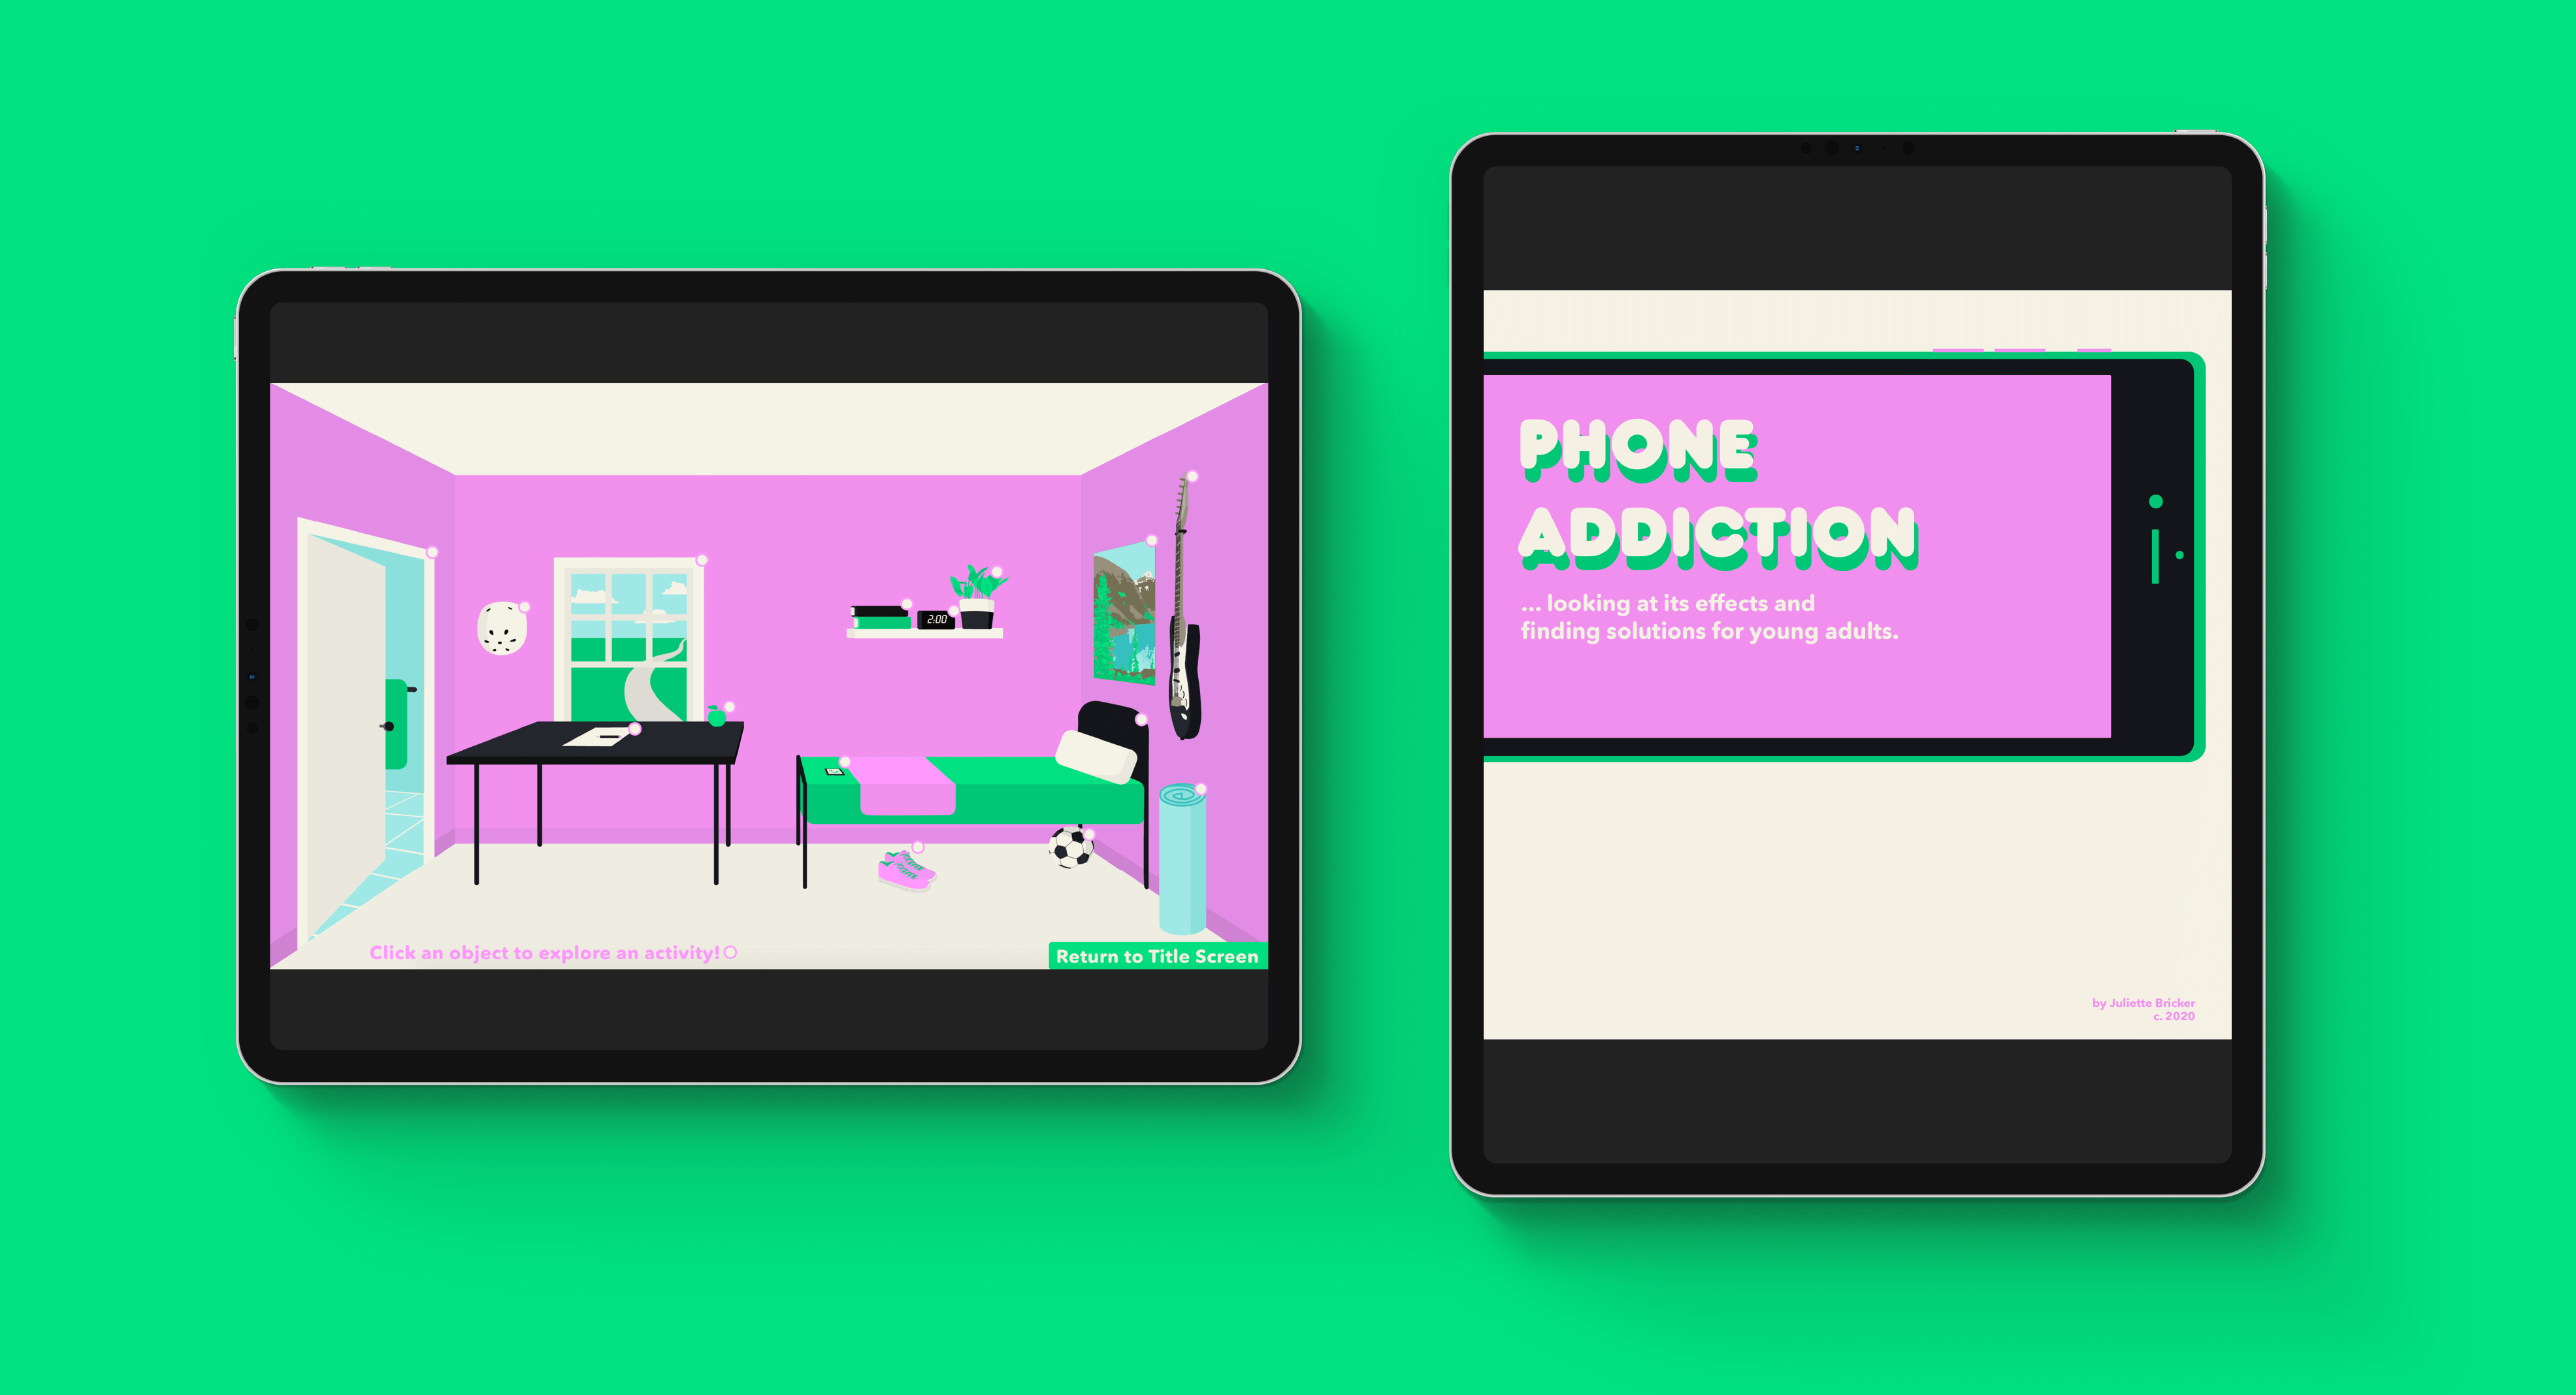 2:00
Click an object to explore an activity!
Return to Title Screen
PHONE
ADDICTION
... looking at its effects and
finding solutions for young adults.
by Juliette Bricker
c. 2020